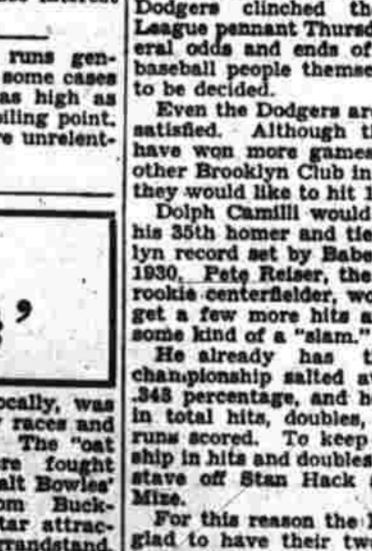 runs gen-
some cases
as high as
iling point.
e unrelent-
,
ocally, was
races and
The "oat
re fought
alt Bowles'
om Buck-
tar attrac-
randstand.
Dodgers clinched th
League pennant Thursd
eral odds and ends of
baseball people themse
to be decided.
Even the Dodgers ar
satisfied. Although t
have won more games
other Brooklyn Club in
they would like to hit 1
Dolph Camilli would
his 35th homer and tie
lyn record set by Babe
1930. Pete Reiser, the
rookie centerfielder, wo
get a few more hits a
some kind of a "slam."
He already has t
championship salted a
.343 percentage, and h
in total hits, doubles,
runs scored. To keep
ship in hits and doubles
stave off Stan Hack
Mize.
For this reason the
glad to have their tw